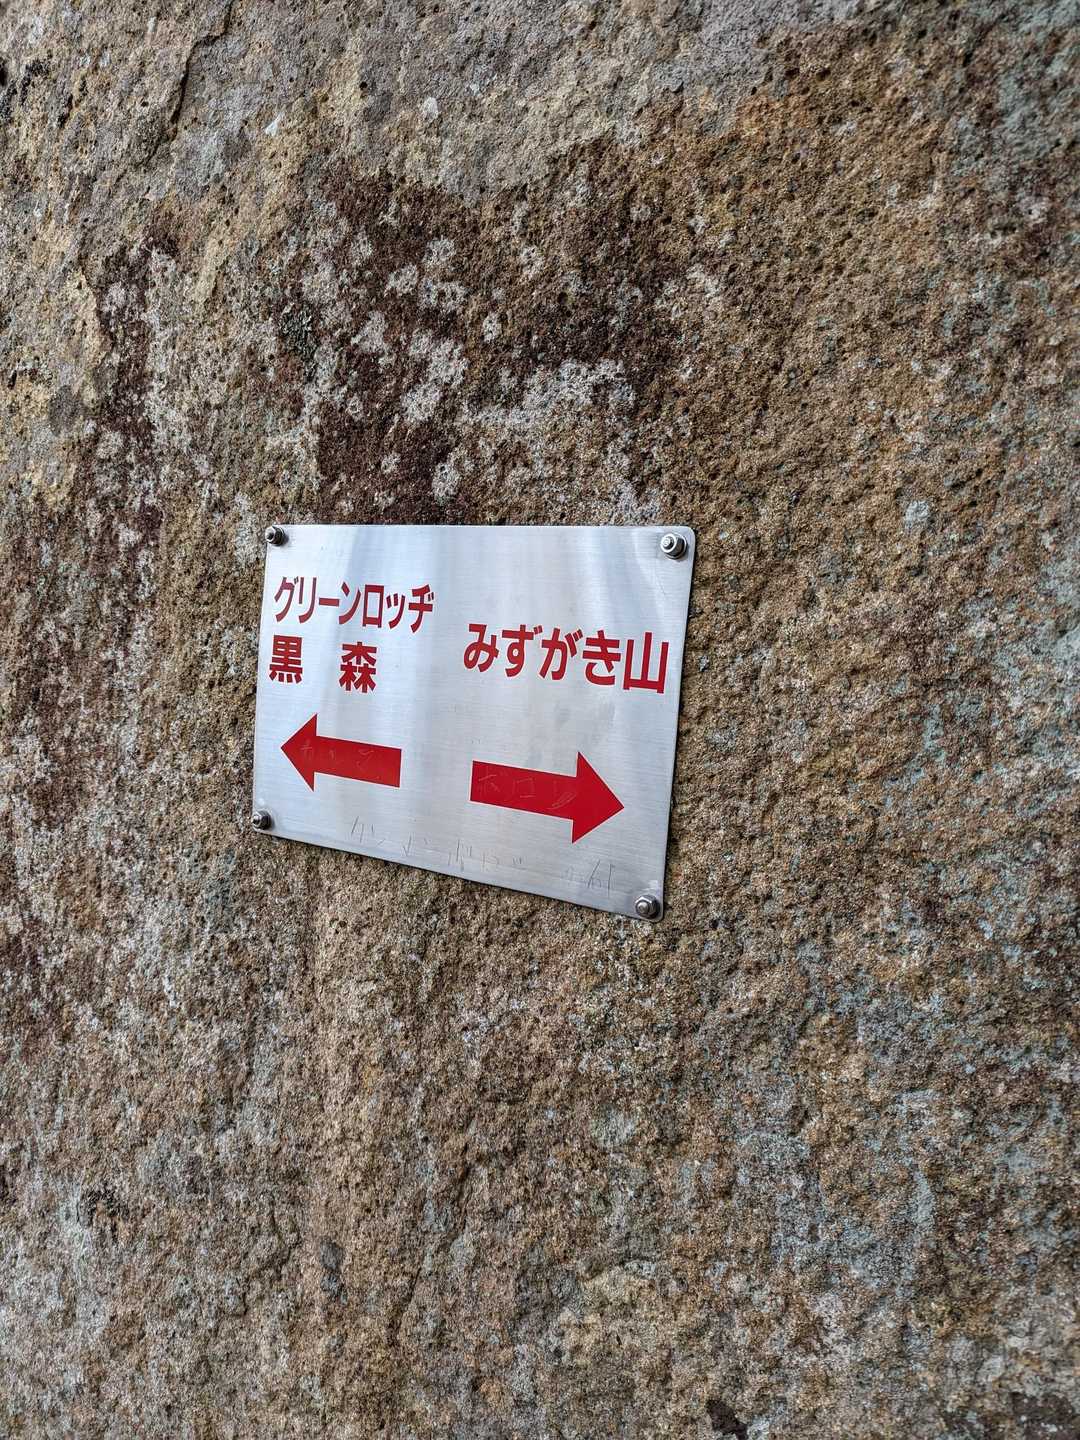 グリーンロッヂ
黒 森
みずがき山